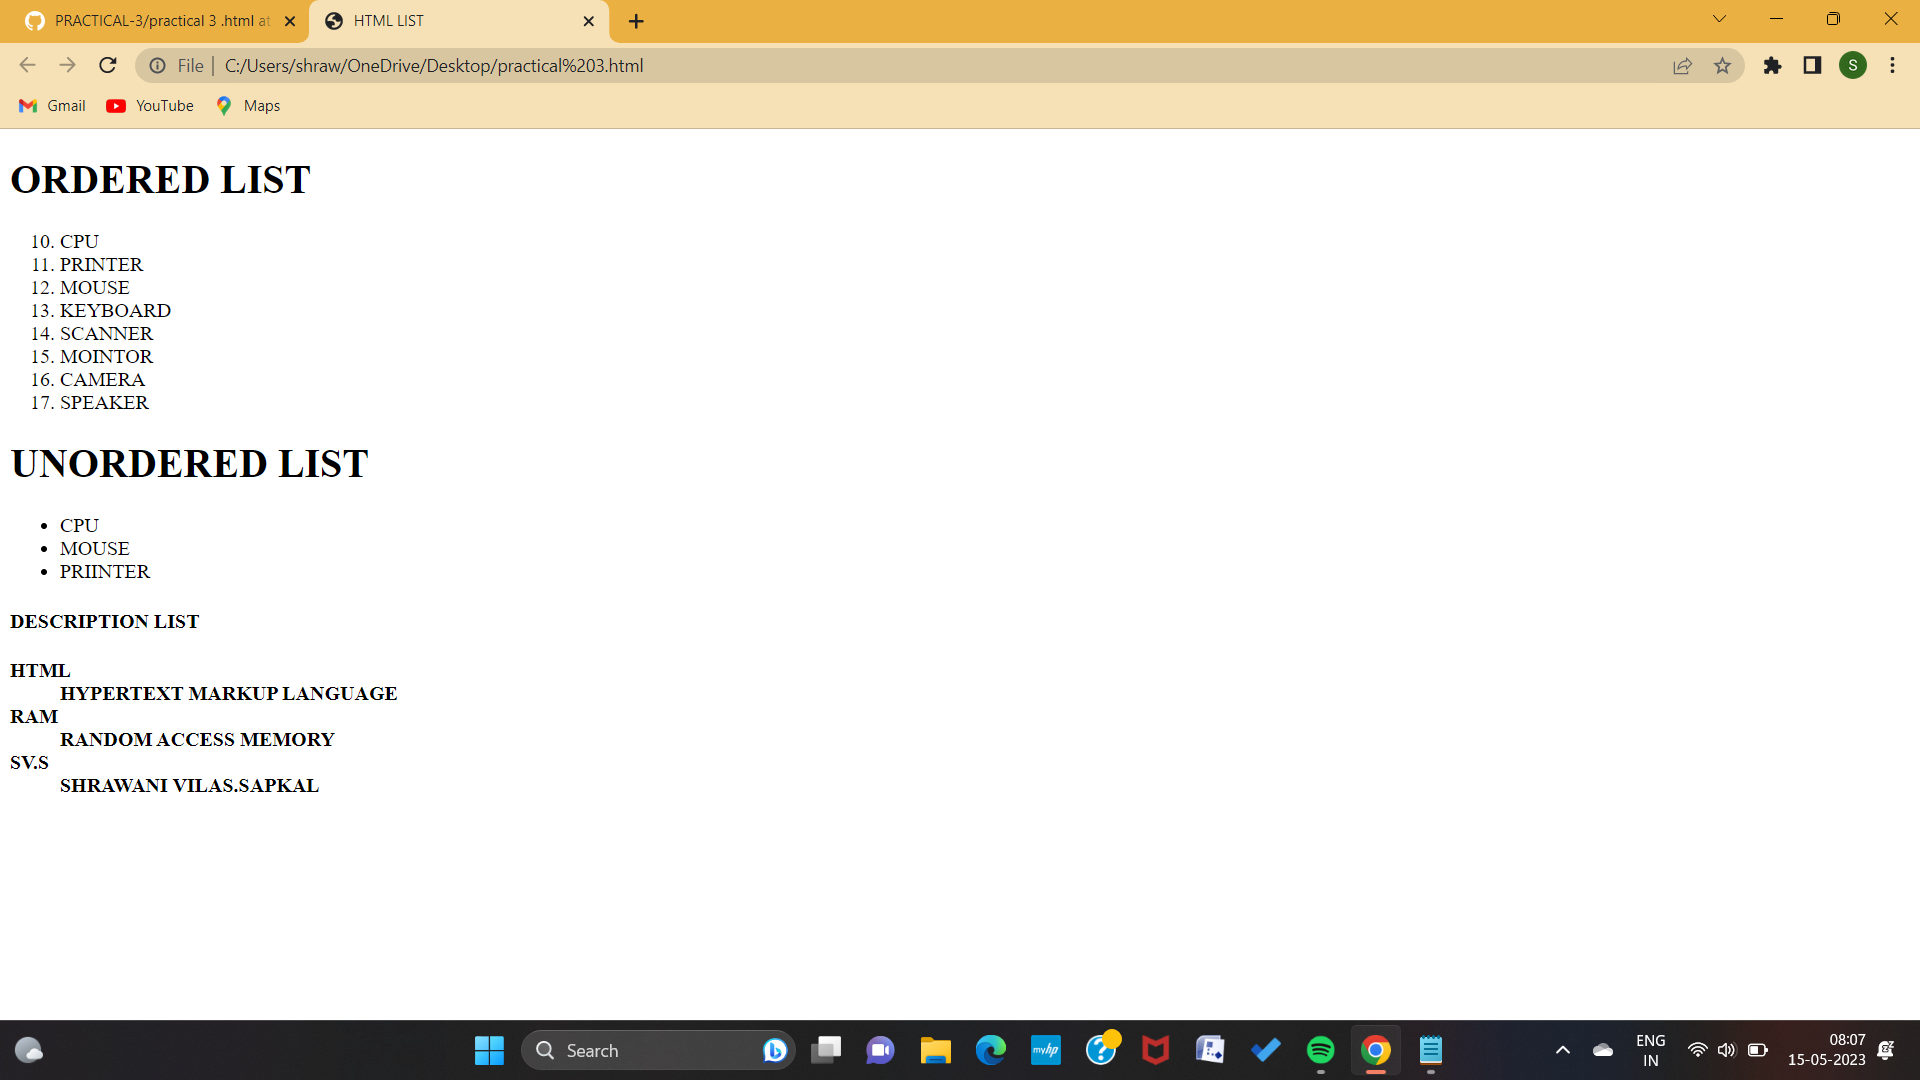 PRACTICAL-3/practical 3 .html at
HTML LIST
File
C:/Users/shraw/OneDrive/Desktop/practical%203.html
S
Gmail
YouTube
Maps
ORDERED LIST
10. CPU
11. PRINTER
12. MOUSE
13. KEYBOARD
14. SCANNER
15. MOINTOR
16. CAMERA
17. SPEAKER
UNORDERED LIST
• CPU
• MOUSE
• PRIINTER
DESCRIPTION LIST
HTML
HYPERTEXT MARKUP LANGUAGE
RAM
RANDOM ACCESS MEMORY
SV.S
SHRAWANI VILAS.SAPKAL
Search
myhp
ENG
IN
08:07
15-05-2023